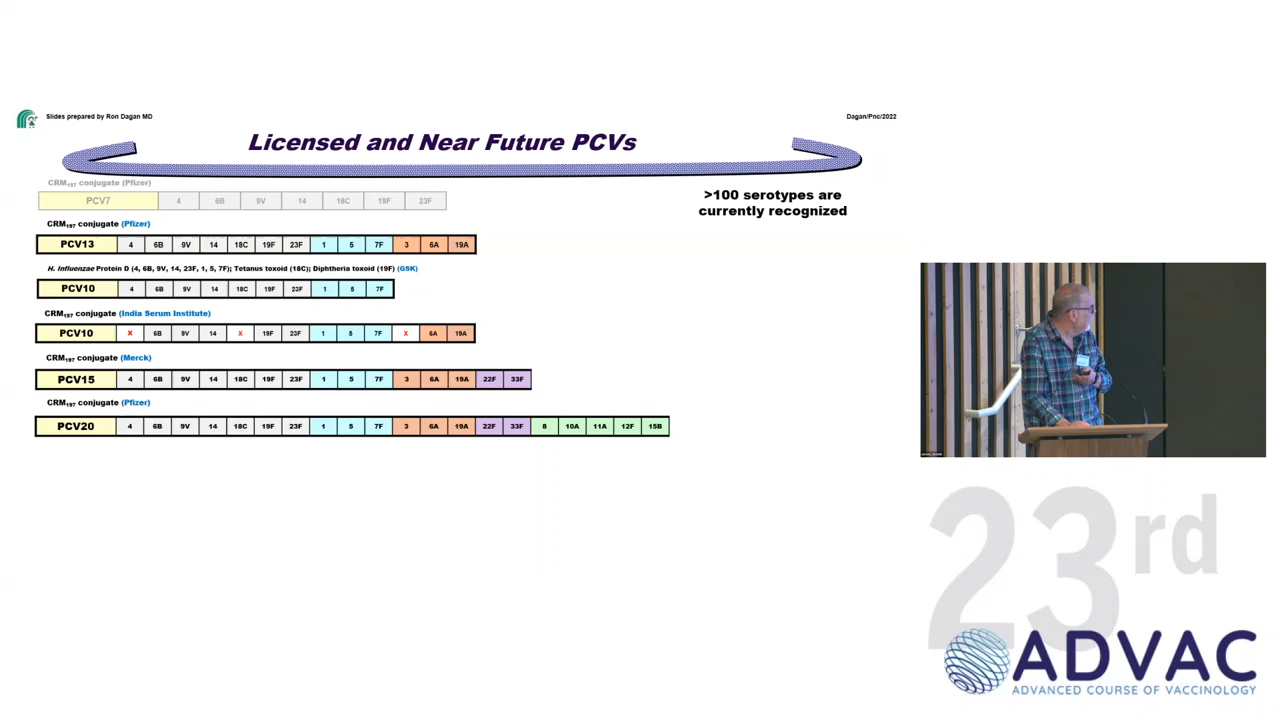 Slides prepared by Ron Dagan MD
Dagan/Pnc/2022
Licensed and Near Future PCVs
>100 serotypes are
currently recognized
CRM197 conjugate (Pfizer)
PCV7 4 6B 9V 14 18C 19F 23F
CRM197 conjugate (Pfizer)
PCV13 4 6B 9V 14 18C 19F 23F 1 5 7F 3 6A 19A
H. Influenzae Protein D (4, 6B, 9V, 14, 23F, 1, 5, 7F); Tetanus toxoid (18C); Diphtheria toxoid (19F) (GSK)
PCV10 4 6B 9V 14 18C 19F 23F 1 5 7F
CRM197 conjugate (India Serum Institute)
PCV10 X 6B 9V 14 X 19F 23F 1 5 7F X 6A 19A
CRM197 conjugate (Merck)
PCV15 4 6B 9V 14 18C 19F 23F 1 5 7F 3 6A 19A 22F 33F
CRM197 conjugate (Pfizer)
PCV20 4 6B 9V 14 18C 19F 23F 1 5 7F 3 6A 19A 22F 33F 8 10A 11A 12F 15B
23rd
ADVAC
ADVANCED COURSE OF VACCINOLOGY